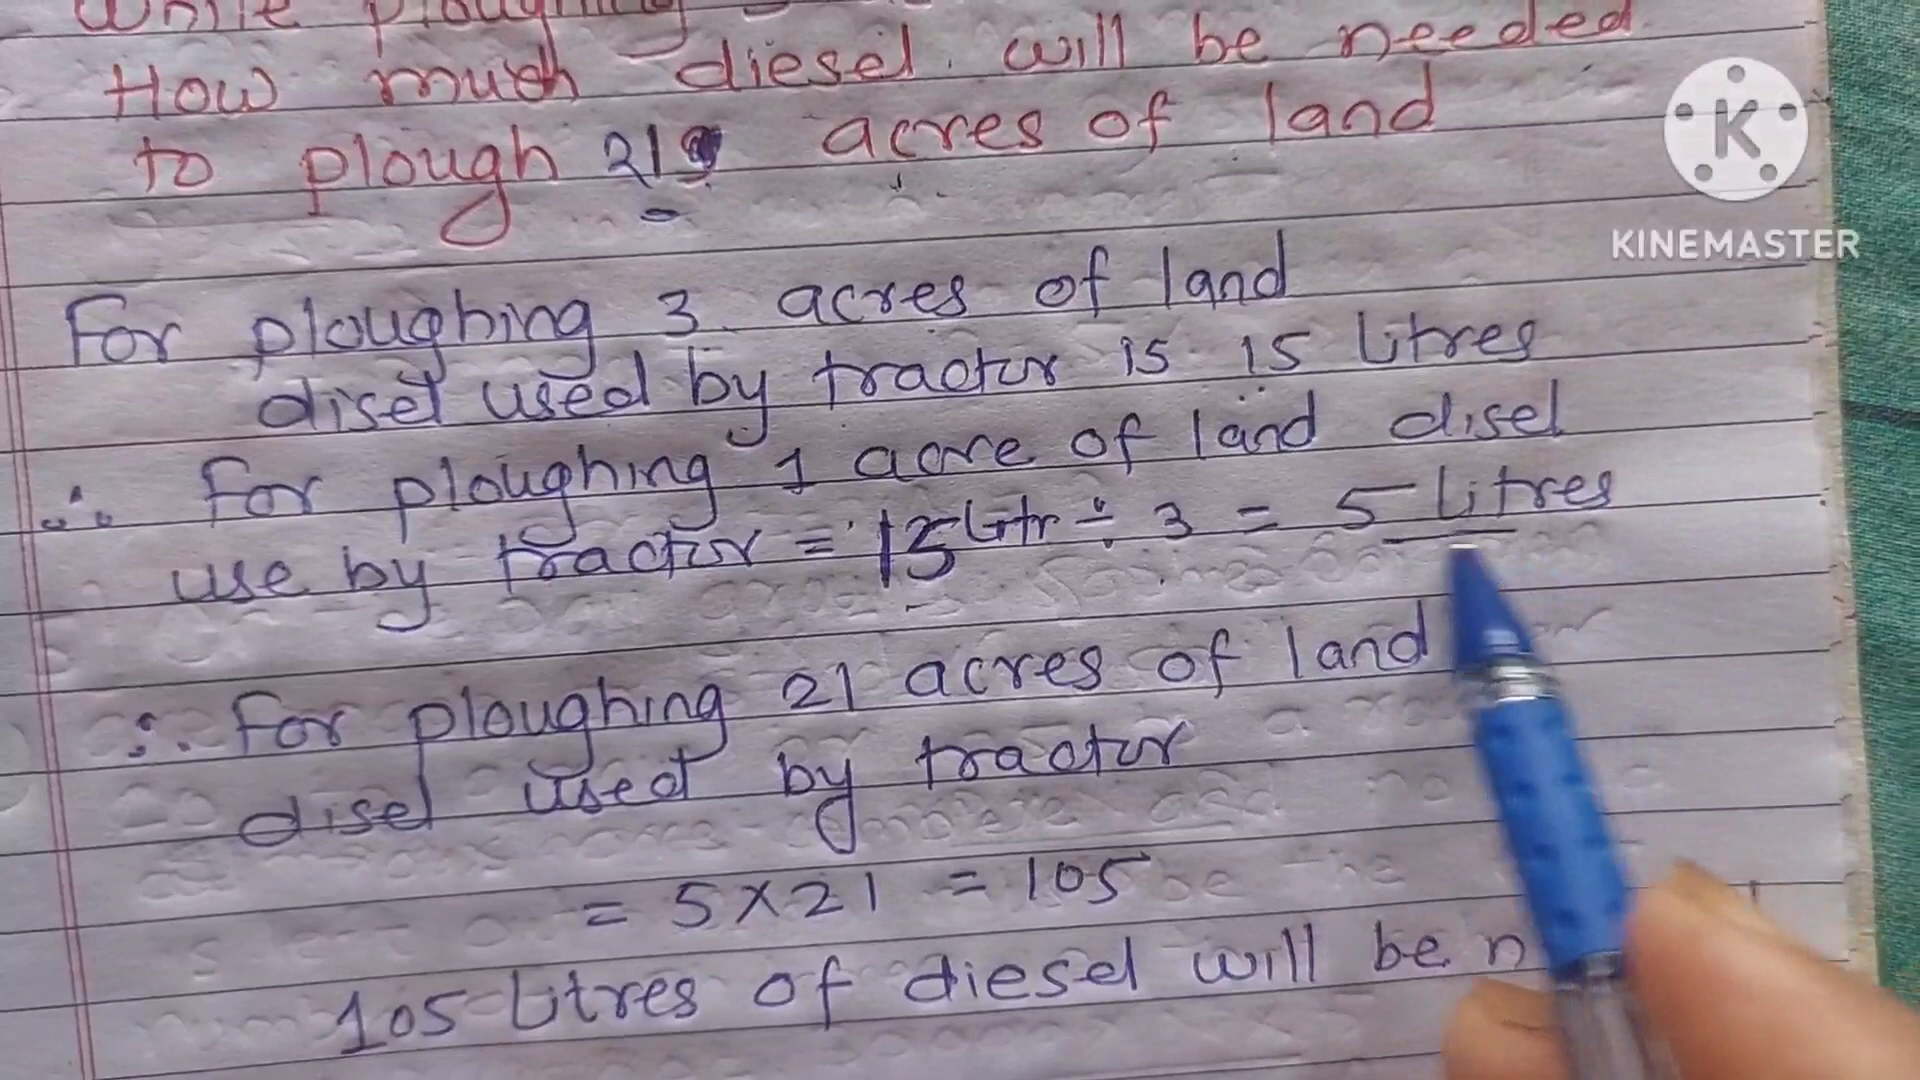 While ploughing
How much diesel will be needed
to plough 21 acres of land
KINEMASTER
For ploughing 3 acres of land
disel used by tractor is 15 litres
∴ For ploughing 1 acre of land disel
use by tractor = 15 Litr ÷ 3 = 5 litres
∴ For ploughing 21 acres of land
disel used by tractor
= 5 × 21 = 105
105 litres of diesel will be n